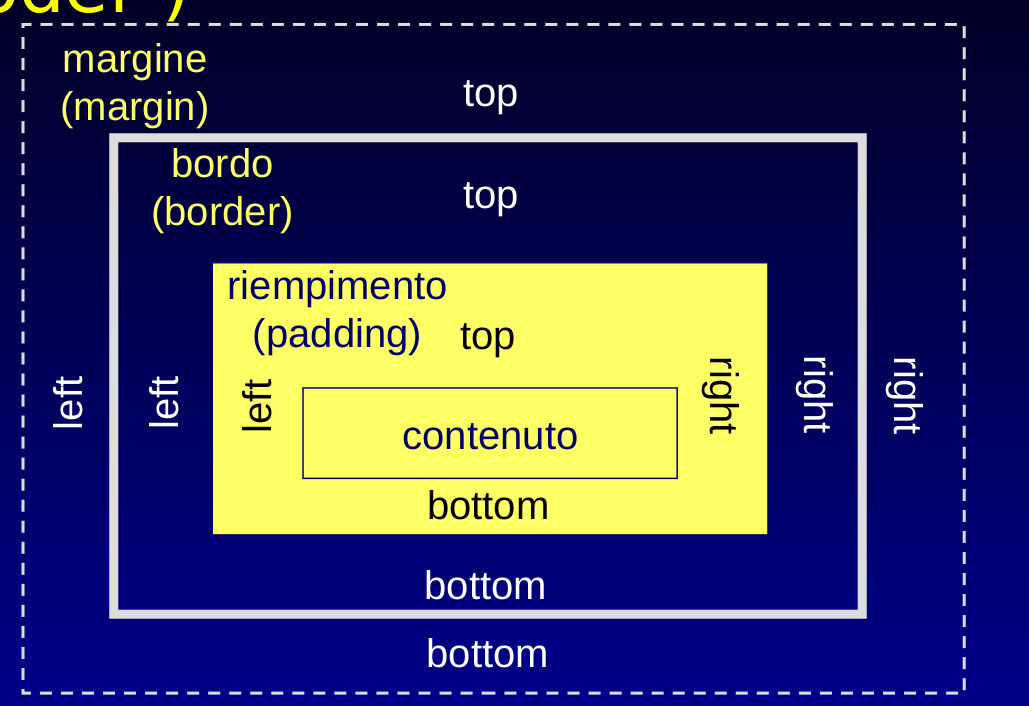 margine
(margin)
top
bordo
(border)
top
riempimento
(padding)
top
left
left
left
right
right
right
contenuto
bottom
bottom
bottom